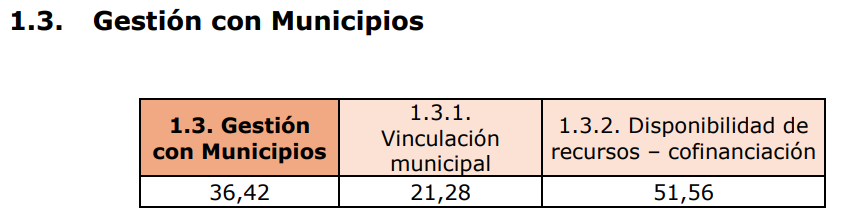 1.3. Gestión con Municipios
1.3. Gestión
con Municipios
1.3.1.
Vinculación
municipal
1.3.2. Disponibilidad de
recursos – cofinanciación
36,42
21,28
51,56